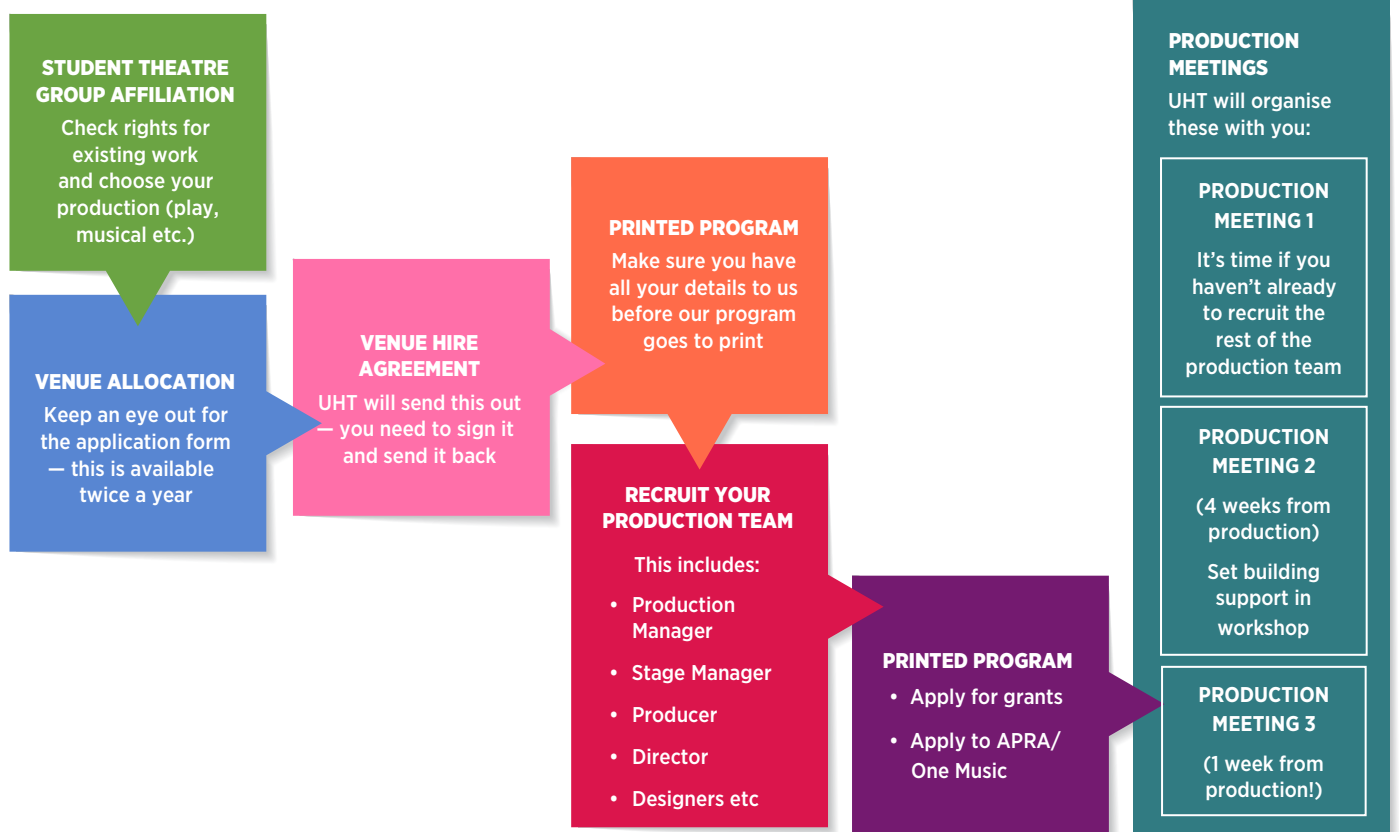 STUDENT THEATRE
GROUP AFFILIATION
Check rights for
existing work
and choose your
production (play,
musical etc.)
VENUE ALLOCATION
Keep an eye out for
the application form
— this is available
twice a year
VENUE HIRE
AGREEMENT
UHT will send this out
— you need to sign it
and send it back
PRINTED PROGRAM
Make sure you have
all your details to us
before our program
goes to print
RECRUIT YOUR
PRODUCTION TEAM
This includes:
• Production
Manager
• Stage Manager
• Producer
• Director
• Designers etc
PRINTED PROGRAM
• Apply for grants
• Apply to APRA/
One Music
PRODUCTION
MEETINGS
UHT will organise
these with you:
PRODUCTION
MEETING 1
It’s time if you
haven’t already
to recruit the
rest of the
production team
PRODUCTION
MEETING 2
(4 weeks from
production)
Set building
support in
workshop
PRODUCTION
MEETING 3
(1 week from
production!)